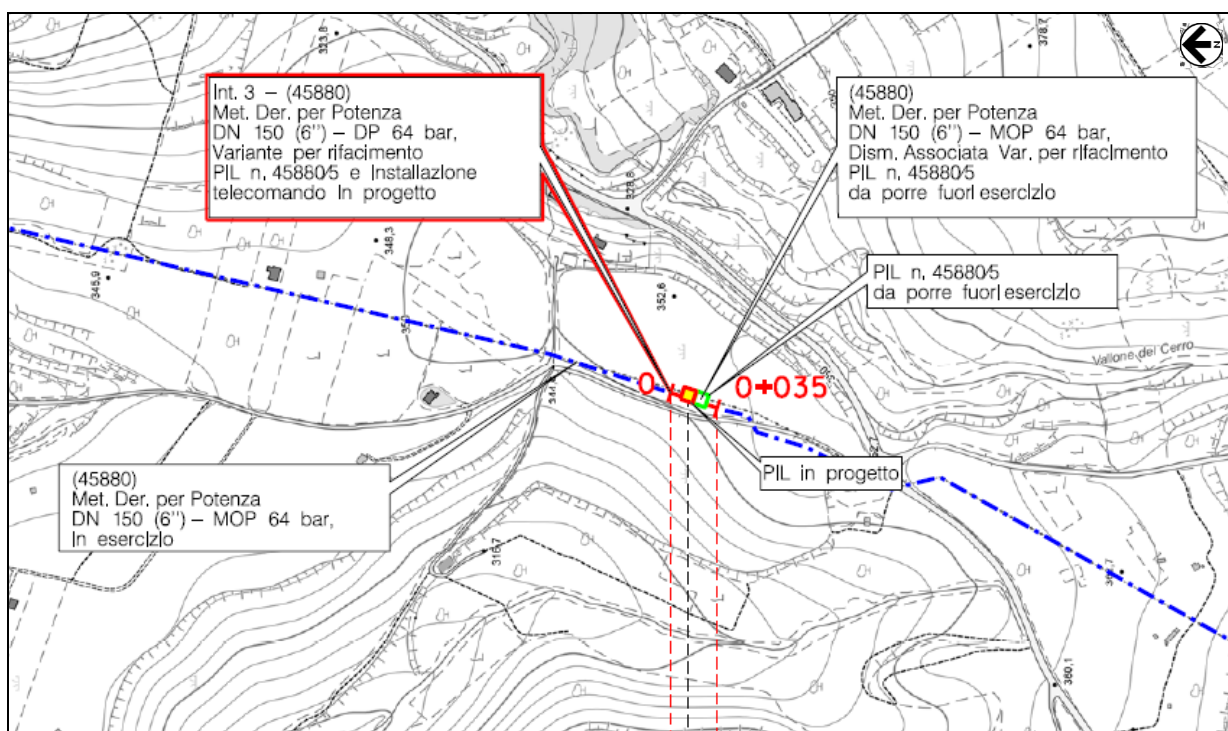 323,8
378,7
N
Int. 3 – (45880)
Met. Der. per Potenza
DN 150 (6'') – DP 64 bar,
Variante per rifacimento
PIL n. 45880/5 e Installazione
telecomando In progetto
(45880)
Met. Der. per Potenza
DN 150 (6'') – MOP 64 bar,
Dism. Associata Var. per rifacimento
PIL n. 45880/5
da porre fuori esercizio
328,8
348,3
345,9
PIL n. 45880/5
da porre fuori esercizio
352,6
350
Vallone del Cerro
0
0+035
PIL in progetto
(45880)
Met. Der. per Potenza
DN 150 (6'') – MOP 64 bar,
In esercizio
316,7
360,1